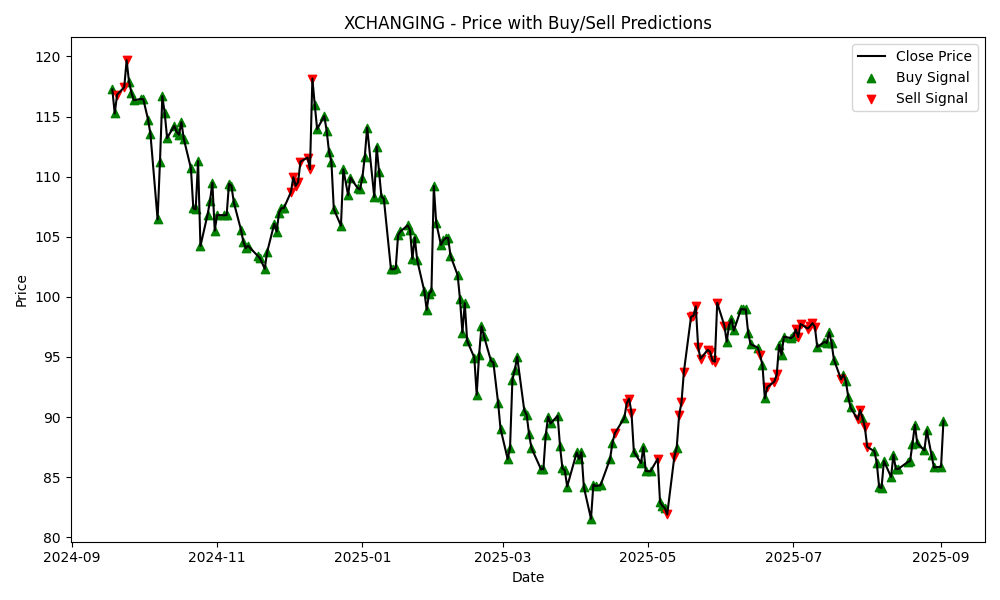 XCHANGING - Price with Buy/Sell Predictions
Close Price
Buy Signal
Sell Signal
Price
120
115
110
105
100
95
90
85
80
2024-09 2024-11 2025-01 2025-03 2025-05 2025-07 2025-09
Date